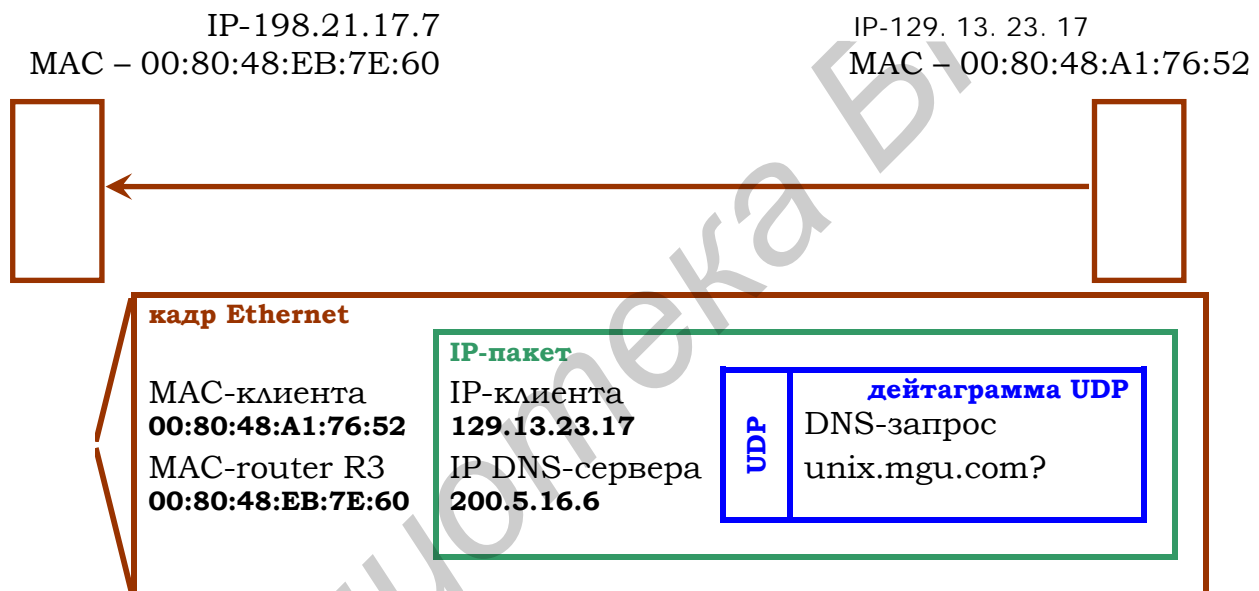 IP-198.21.17.7
MAC – 00:80:48:EB:7E:60
IP-129. 13. 23. 17
MAC – 00:80:48:A1:76:52
кадр Ethernet
MAC-клиента
00:80:48:A1:76:52
MAC-router R3
00:80:48:EB:7E:60
IP-пакет
IP-клиента
129.13.23.17
IP DNS-сервера
200.5.16.6
UDP
дейтаграмма UDP
DNS-запрос
unix.mgu.com?